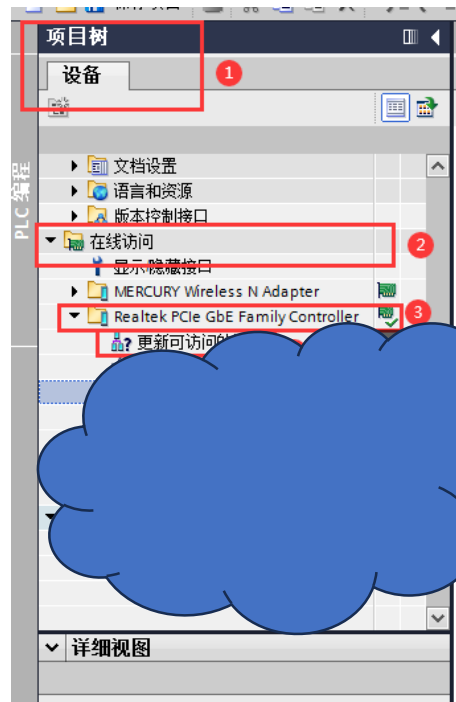 项目树
设备
1
PLC 编程
文档设置
语言和资源
版本控制接口
在线访问
2
显示/隐藏接口
MERCURY Wireless N Adapter
Realtek PCIe GbE Family Controller
3
更新可访问的
详细视图